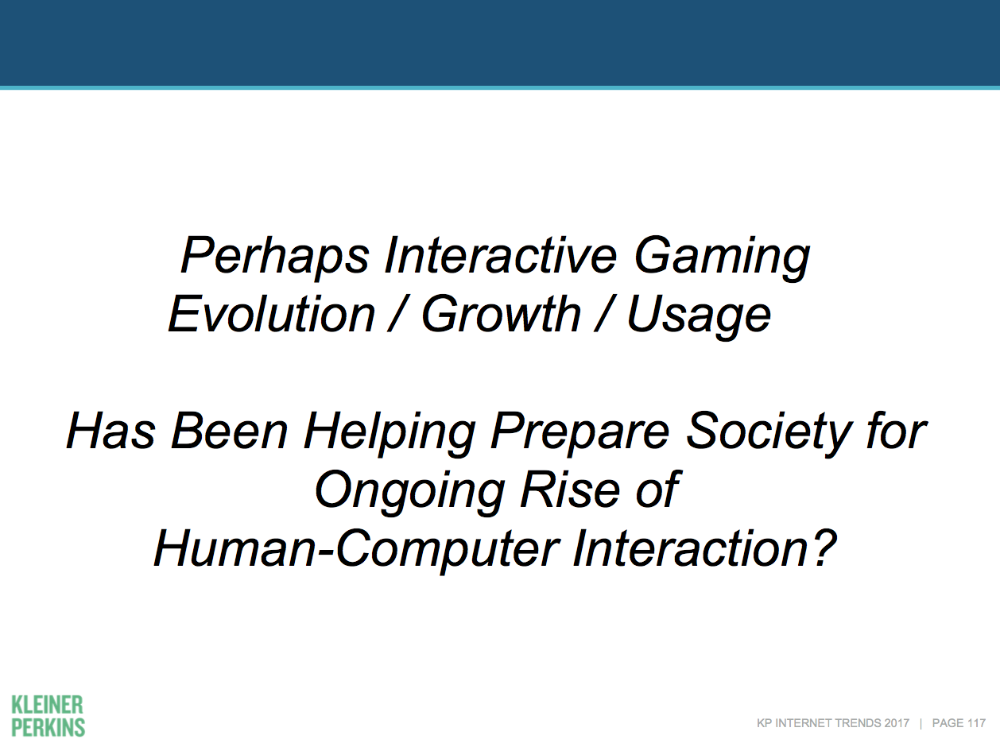 Perhaps Interactive Gaming
Evolution / Growth / Usage
Has Been Helping Prepare Society for
Ongoing Rise of
Human-Computer Interaction?
KLEINER
PERKINS
KP INTERNET TRENDS 2017 | PAGE 117